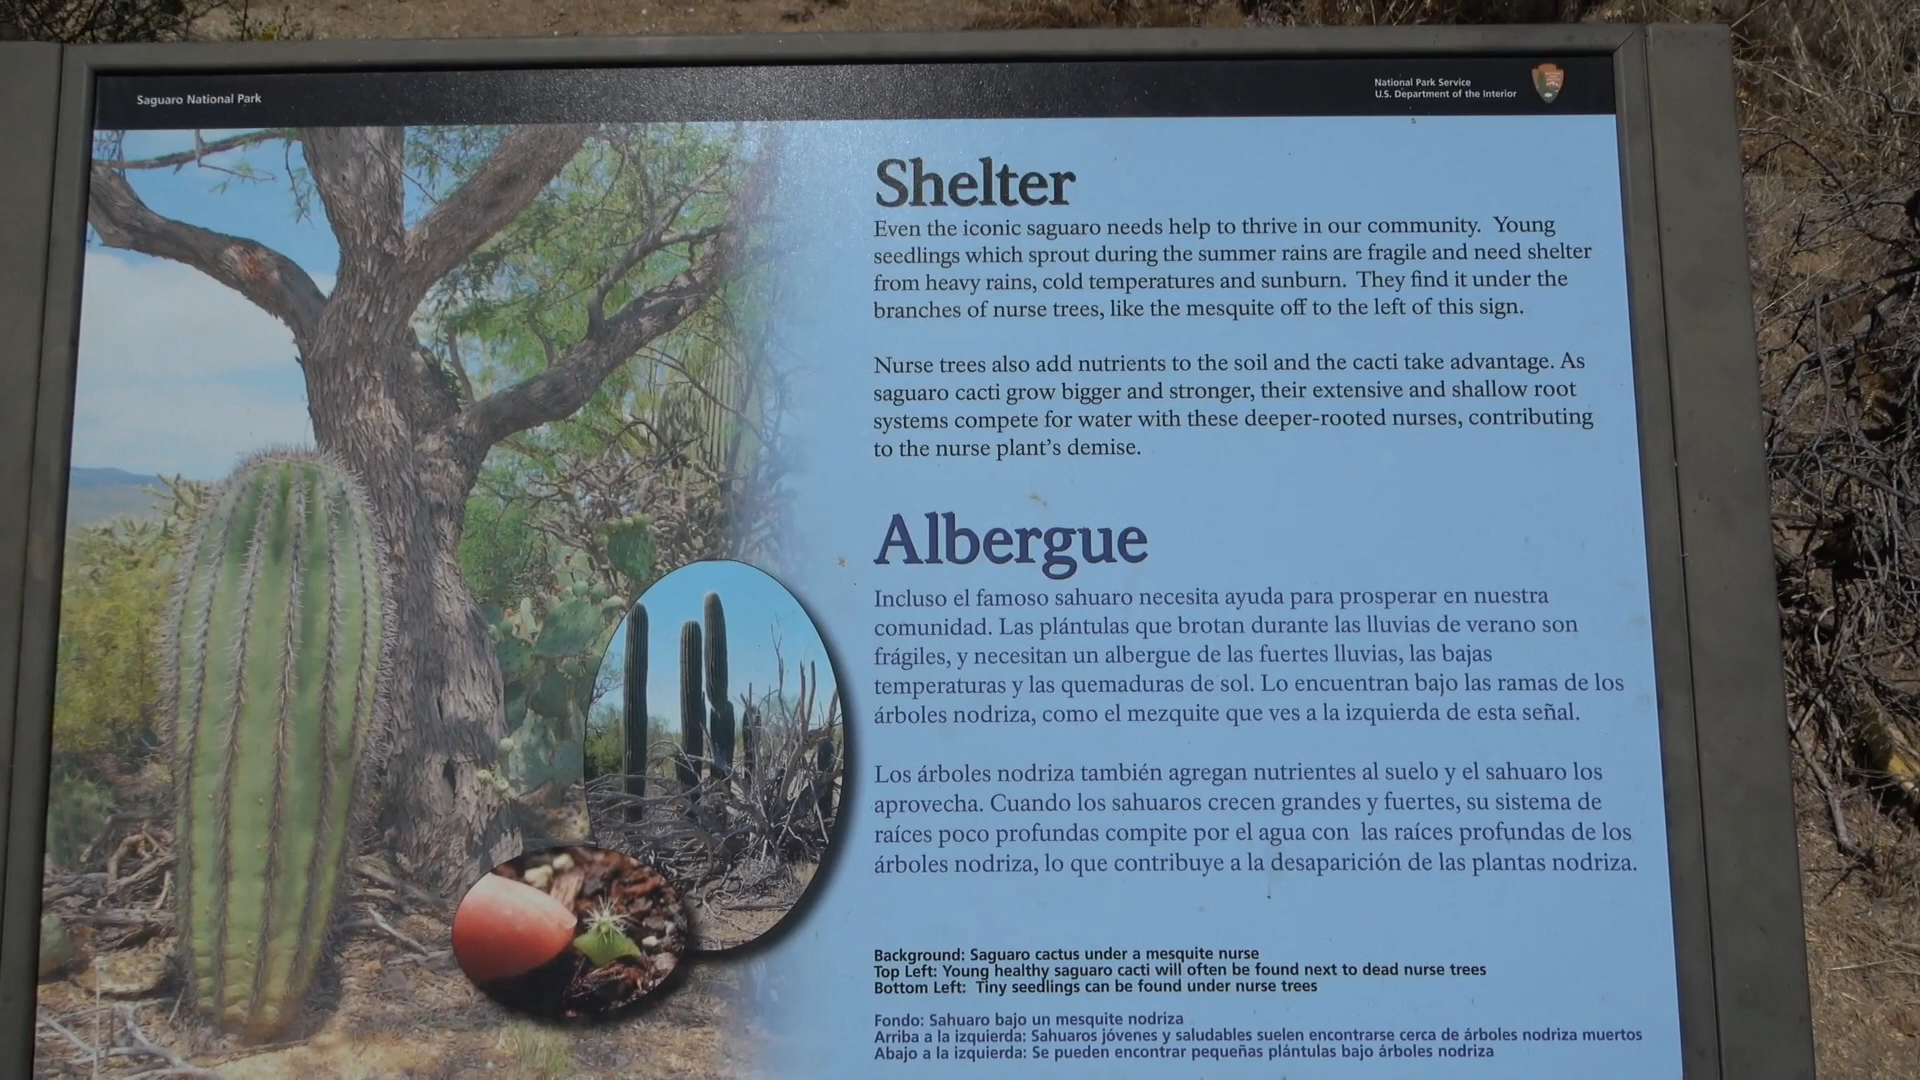 Saguaro National Park
National Park Service
U.S. Department of the Interior
Shelter
Even the iconic saguaro needs help to thrive in our community. Young
seedlings which sprout during the summer rains are fragile and need shelter
from heavy rains, cold temperatures and sunburn. They find it under the
branches of nurse trees, like the mesquite off to the left of this sign.
Nurse trees also add nutrients to the soil and the cacti take advantage. As
saguaro cacti grow bigger and stronger, their extensive and shallow root
systems compete for water with these deeper-rooted nurses, contributing
to the nurse plant's demise.
Albergue
Incluso el famoso sahuaro necesita ayuda para prosperar en nuestra
comunidad. Las plántulas que brotan durante las lluvias de verano son
frágiles, y necesitan un albergue de las fuertes lluvias, las bajas
temperaturas y las quemaduras de sol. Lo encuentran bajo las ramas de los
árboles nodriza, como el mezquite que ves a la izquierda de esta señal.
Los árboles nodriza también agregan nutrientes al suelo y el sahuaro los
aprovecha. Cuando los sahuaros crecen grandes y fuertes, su sistema de
raíces poco profundas compite por el agua con las raíces profundas de los
árboles nodriza, lo que contribuye a la desaparición de las plantas nodriza.
Background: Saguaro cactus under a mesquite nurse
Top Left: Young healthy saguaro cacti will often be found next to dead nurse trees
Bottom Left: Tiny seedlings can be found under nurse trees
Fondo: Sahuaro bajo un mesquite nodriza
Arriba a la izquierda: Sahuaros jóvenes y saludables suelen encontrarse cerca de árboles nodriza muertos
Abajo a la izquierda: Se pueden encontrar pequeñas plántulas bajo árboles nodriza